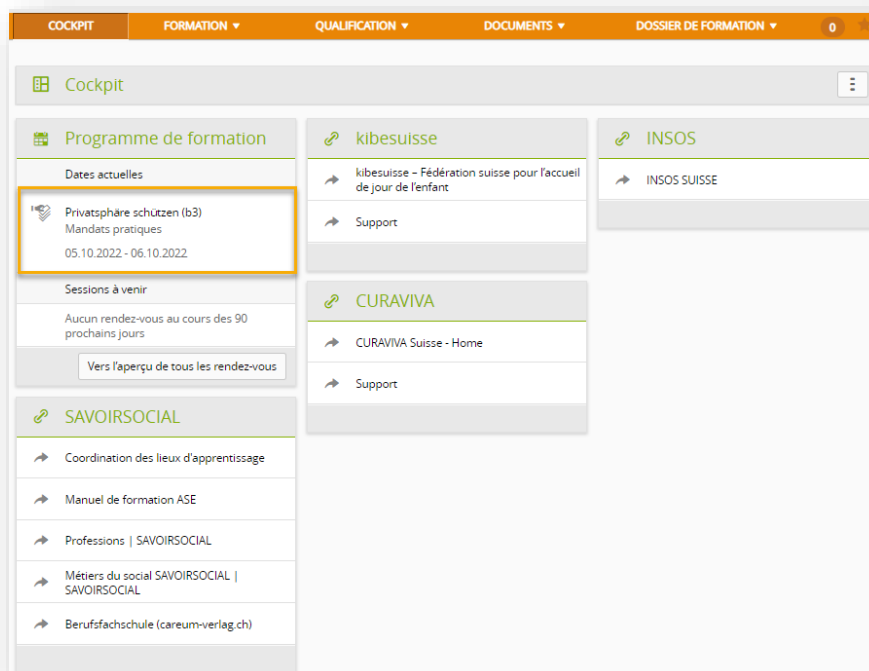 COCKPIT
FORMATION
QUALIFICATION
DOCUMENTS
DOSSIER DE FORMATION
0
Cockpit
Programme de formation
Dates actuelles
Privatsphäre schützen (b3)
Mandats pratiques
05.10.2022 - 06.10.2022
Sessions à venir
Aucun rendez-vous au cours des 90
prochains jours
Vers l'aperçu de tous les rendez-vous
SAVOIRSOCIAL
Coordination des lieux d'apprentissage
Manuel de formation ASE
Professions | SAVOIRSOCIAL
Métiers du social SAVOIRSOCIAL |
SAVOIRSOCIAL
Berufsfachschule (careum-verlag.ch)
kibesuisse
kibesuisse – Fédération suisse pour l'accueil
de jour de l'enfant
Support
CURAVIVA
CURAVIVA Suisse - Home
Support
INSOS
INSOS SUISSE